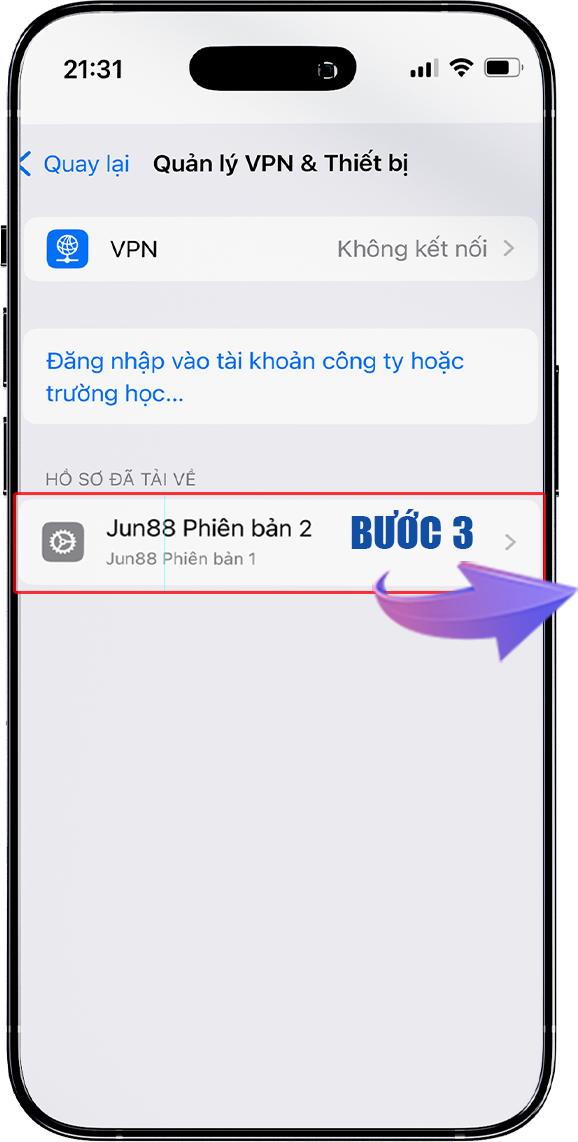 21:31
Quay lại Quản lý VPN & Thiết bị
VPN Không kết nối
Đăng nhập vào tài khoản công ty hoặc
trường học...
HỒ SƠ ĐÃ TẢI VỀ
Jun88 Phiên bản 2
Jun88 Phiên bản 1
BƯỚC 3